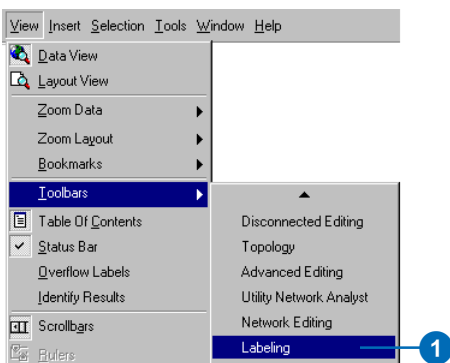 View Insert Selection Tools Window Help
Data View
Layout View
Zoom Data
Zoom Layout
Bookmarks
Toolbars
Table Of Contents
Status Bar
Overflow Labels
Identify Results
Scrollbars
Rulers
Disconnected Editing
Topology
Advanced Editing
Utility Network Analyst
Network Editing
Labeling
1